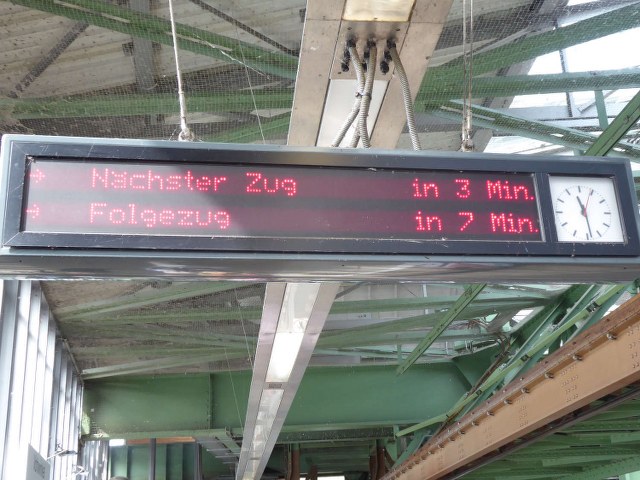 → Nächster Zug in 3 Min.
→ Folgezug in 7 Min.